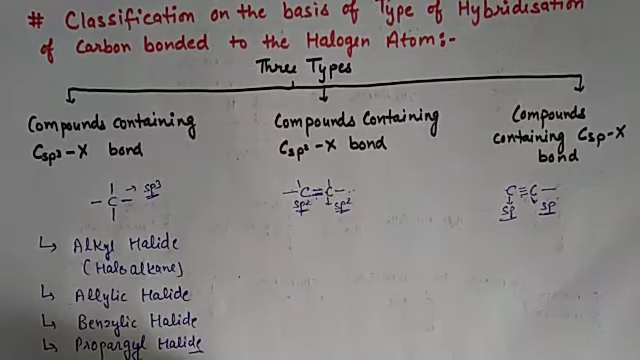 # Classification on the basis of Type of Hybridisation
of Carbon bonded to the Halogen Atom:-
Three Types
Compounds containing
Csp³-X bond
-C- → sp³
↳ Alkyl Halide
(Haloalkane)
↳ Allylic Halide
↳ Benzylic Halide
↳ Propargyl Halide
Compounds Containing
Csp²-X bond
-C=C-
sp² sp²
Compounds
containing Csp-X
bond
C≡C-
sp sp